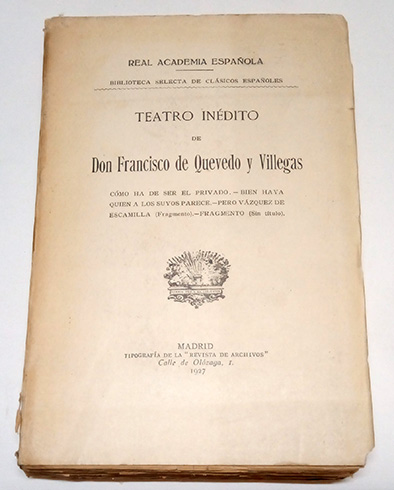 REAL ACADEMIA ESPAÑOLA
BIBLIOTECA SELECTA DE CLÁSICOS ESPAÑOLES
TEATRO INÉDITO
DE
Don Francisco de Quevedo y Villegas
CÓMO HA DE SER EL PRIVADO.—BIEN HAYA
QUIEN A LOS SUYOS PARECE.—PERO VÁZQUEZ DE
ESCAMILLA (Fragmento).—FRAGMENTO (Sin título).
MADRID
TIPOGRAFÍA DE LA "REVISTA DE ARCHIVOS"
Calle de Olózaga, 1.
1927